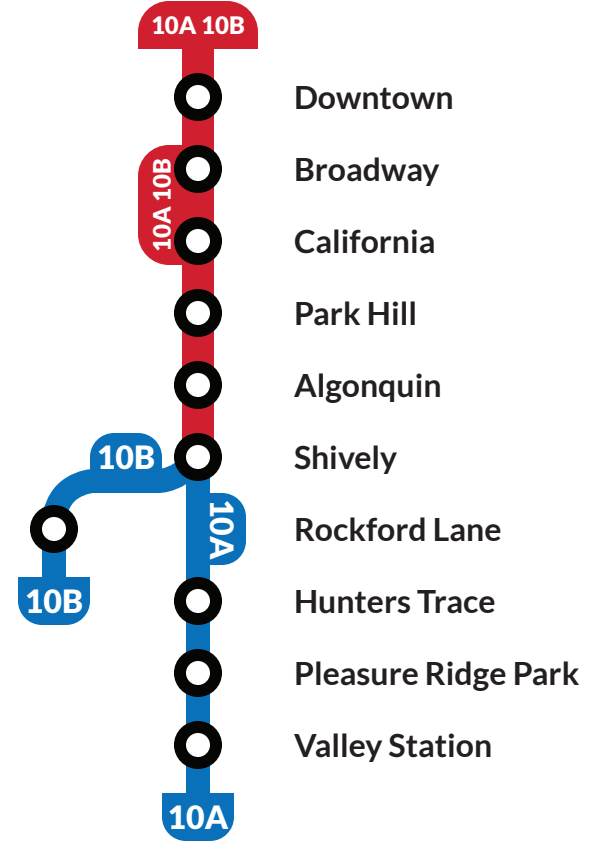 10A 10B
Downtown
10A 10B
Broadway
California
Park Hill
Algonquin
10B
Shively
10A
Rockford Lane
10B
Hunters Trace
Pleasure Ridge Park
Valley Station
10A